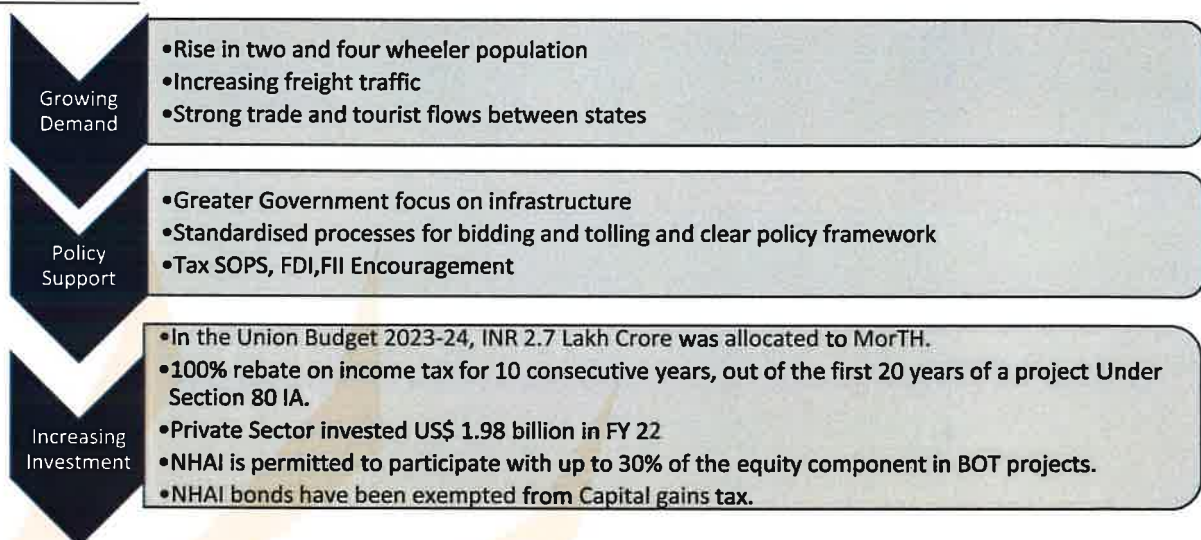 Growing
Demand
•Rise in two and four wheeler population
•Increasing freight traffic
•Strong trade and tourist flows between states
Policy
Support
•Greater Government focus on infrastructure
•Standardised processes for bidding and tolling and clear policy framework
•Tax SOPS, FDI,FII Encouragement
Increasing
Investment
•In the Union Budget 2023-24, INR 2.7 Lakh Crore was allocated to MorTH.
•100% rebate on income tax for 10 consecutive years, out of the first 20 years of a project Under
Section 80 IA.
•Private Sector invested US$ 1.98 billion in FY 22
•NHAI is permitted to participate with up to 30% of the equity component in BOT projects.
•NHAI bonds have been exempted from Capital gains tax.